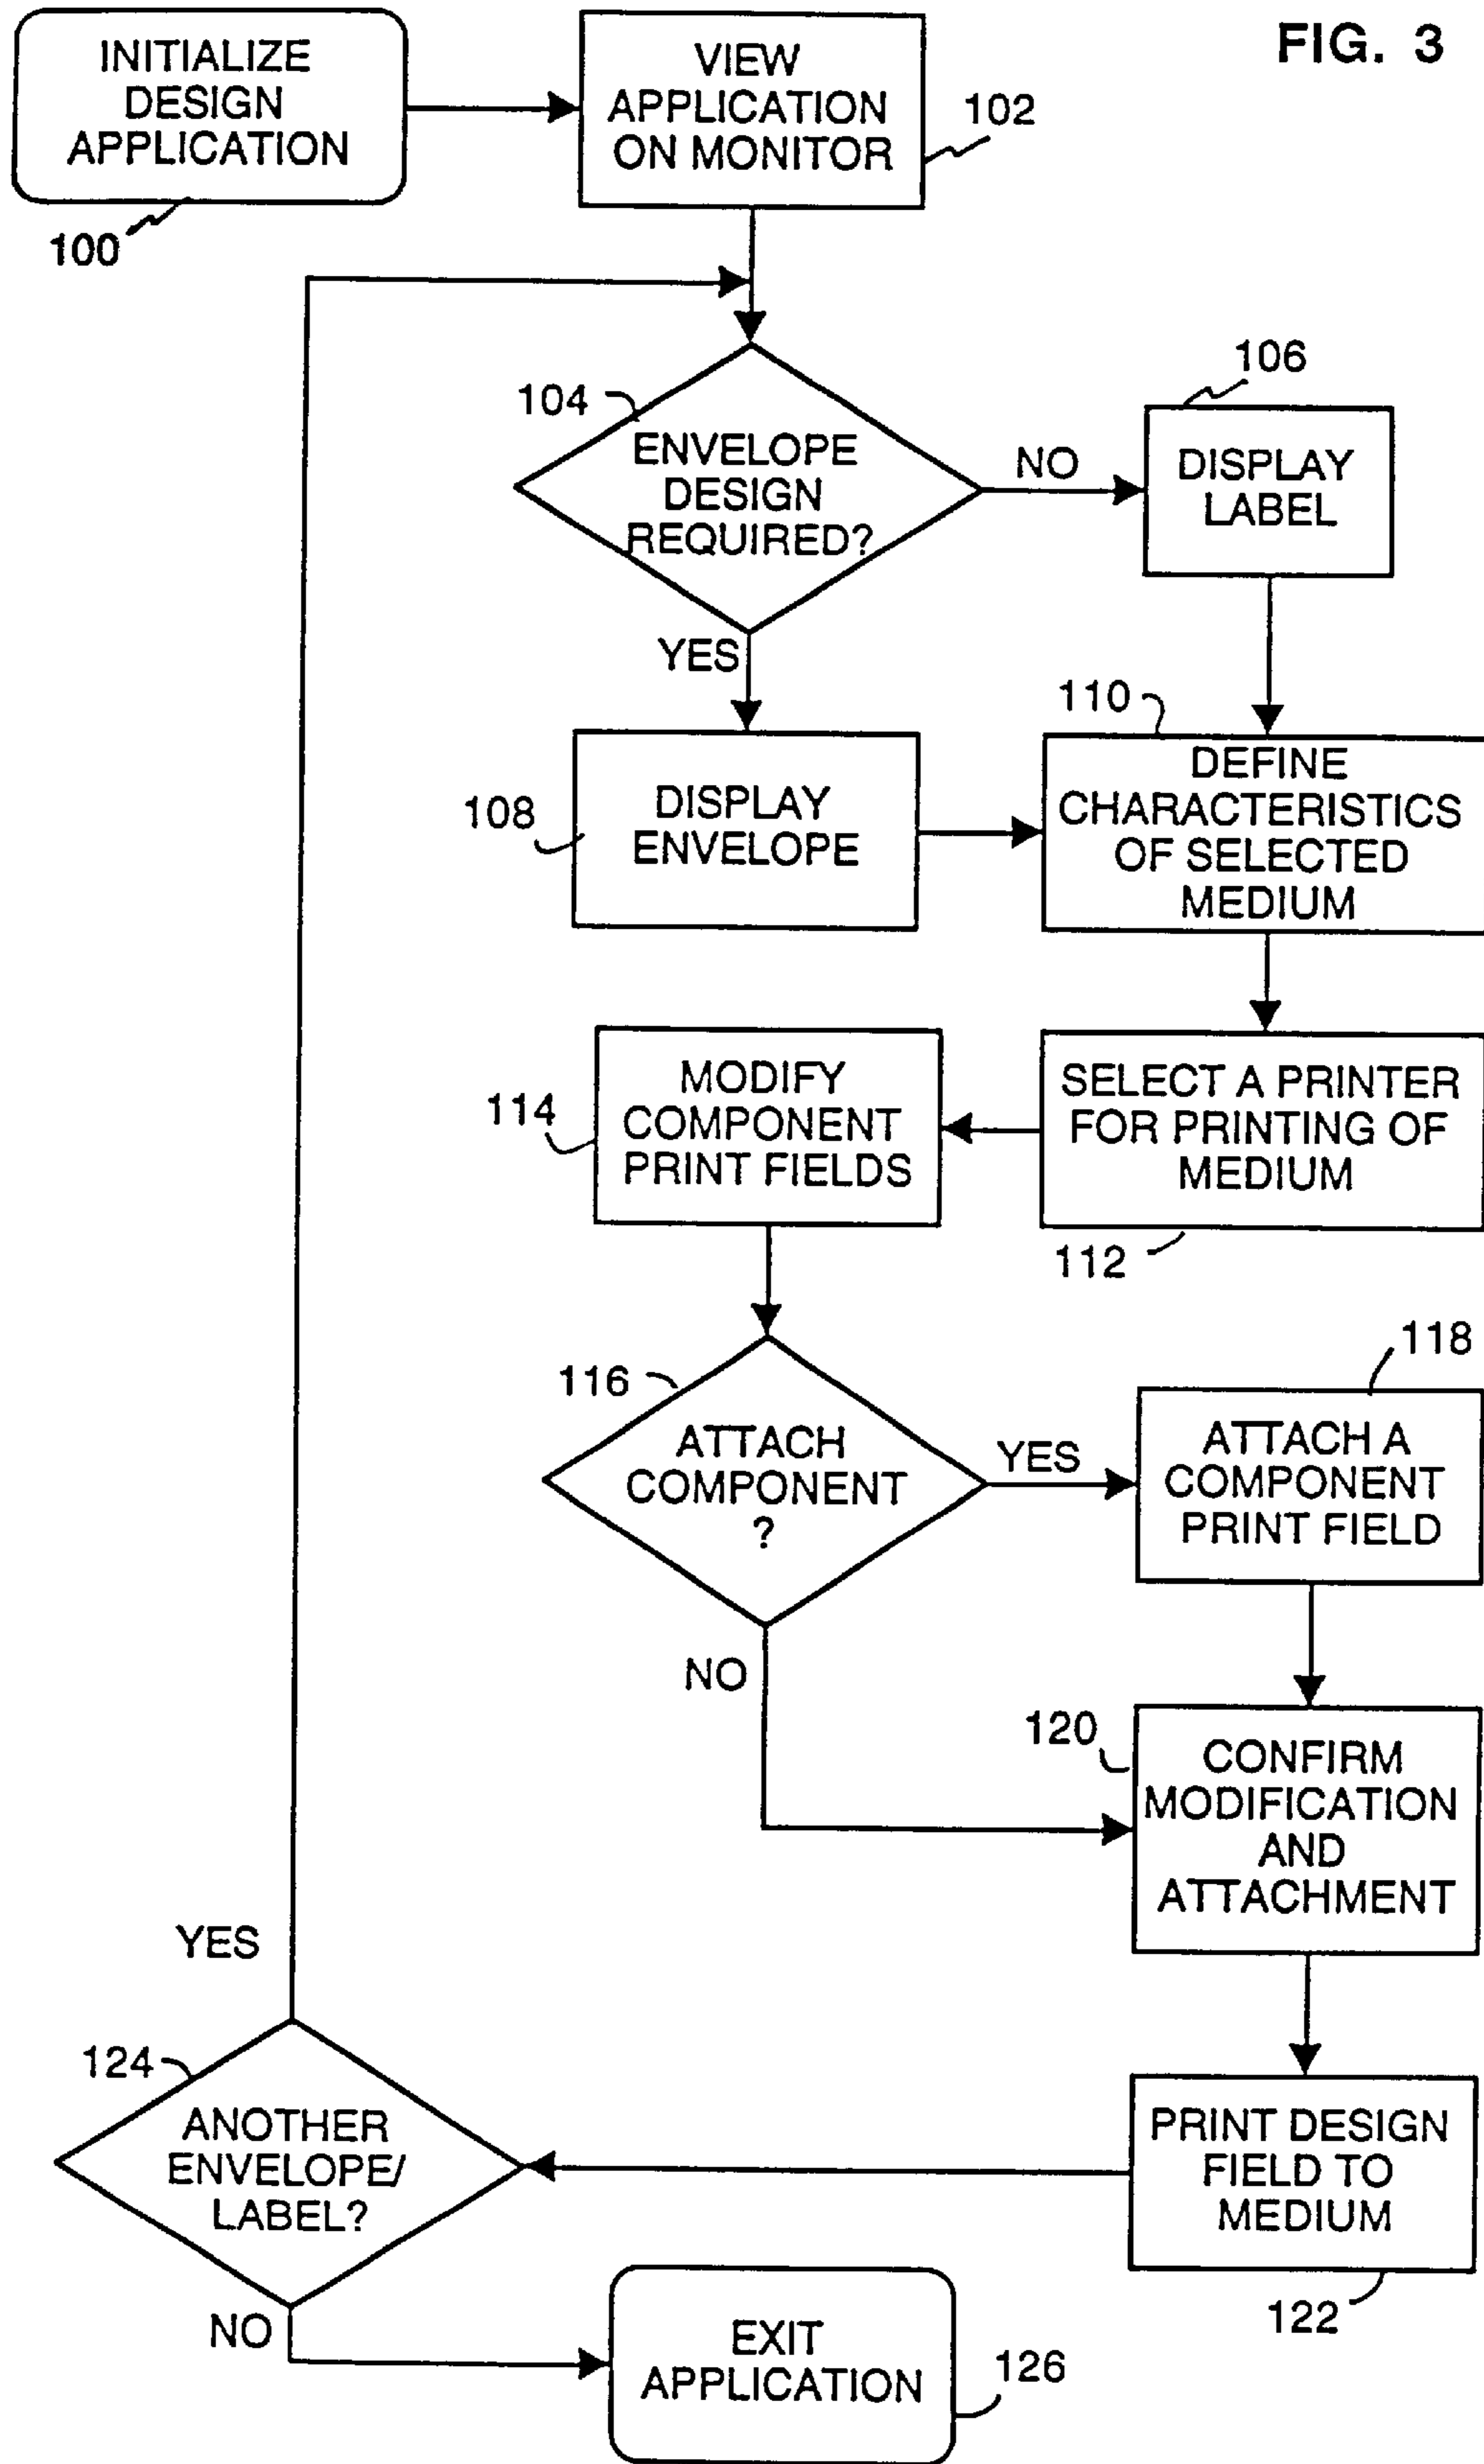 FIG. 3
INITIALIZE
DESIGN
APPLICATION
100
VIEW
APPLICATION
ON MONITOR
102
104
ENVELOPE
DESIGN
REQUIRED?
NO
YES
106
DISPLAY
LABEL
108
DISPLAY
ENVELOPE
110
DEFINE
CHARACTERISTICS
OF SELECTED
MEDIUM
SELECT A PRINTER
FOR PRINTING OF
MEDIUM
112
114
MODIFY
COMPONENT
PRINT FIELDS
116
ATTACH
COMPONENT
?
YES
NO
118
ATTACH A
COMPONENT
PRINT FIELD
120
CONFIRM
MODIFICATION
AND
ATTACHMENT
PRINT DESIGN
FIELD TO
MEDIUM
122
YES
124
ANOTHER
ENVELOPE/
LABEL?
NO
EXIT
APPLICATION
126